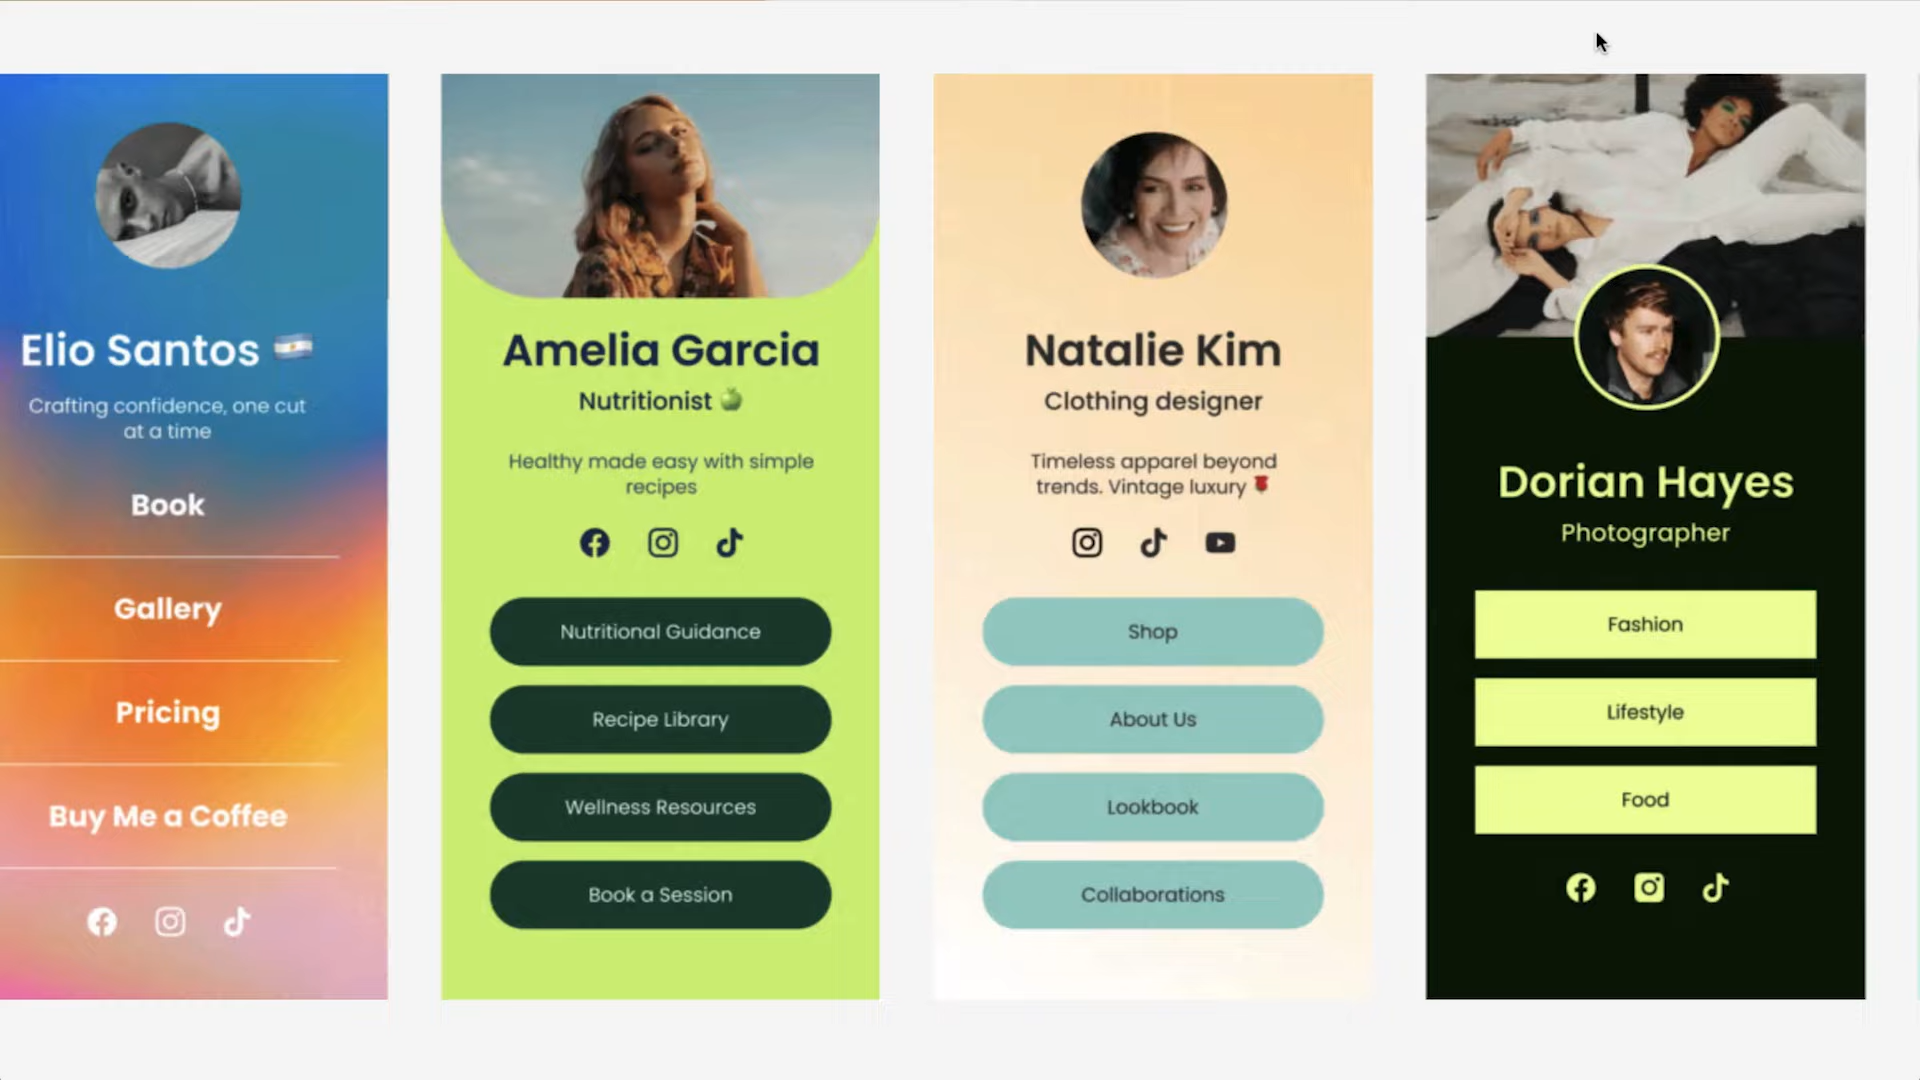 Elio Santos 🇦🇷
Crafting confidence, one cut
at a time
Book
Gallery
Pricing
Buy Me a Coffee
Amelia Garcia
Nutritionist 🍏
Healthy made easy with simple
recipes
Nutritional Guidance
Recipe Library
Wellness Resources
Book a Session
Natalie Kim
Clothing designer
Timeless apparel beyond
trends. Vintage luxury 🌹
Shop
About Us
Lookbook
Collaborations
Dorian Hayes
Photographer
Fashion
Lifestyle
Food